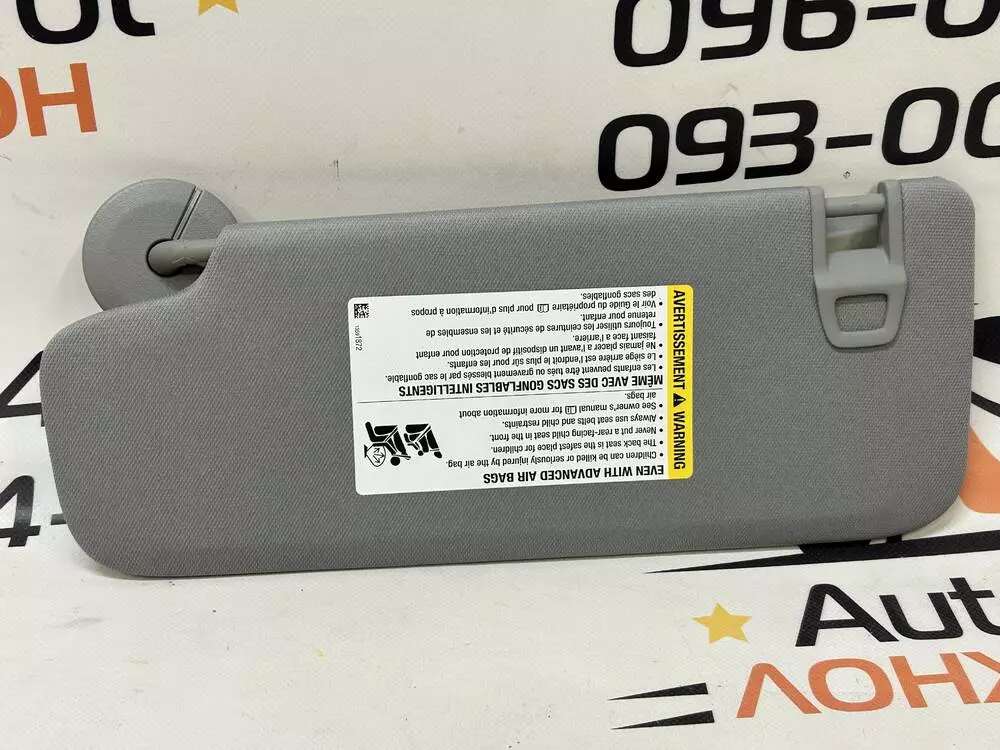 ЛОН
096-0
093-00
AVERTISSEMENT WARNING
EVEN WITH ADVANCED AIR BAGS
• Children can be killed or seriously injured by the air bag.
• The back seat is the safest place for children.
• Never put a rear-facing child seat in the front.
• Always use seat belts and child restraints.
• See owner's manual for more information about
air bags.
MÊME AVEC DES SACS GONFLABLES INTELLIGENTS
• Les enfants peuvent être tués ou gravement blessés par le sac gonflable.
• Le siège arrière est l'endroit le plus sûr pour les enfants.
• Ne jamais placer à l'avant un dispositif de protection pour enfant
faisant face à l'arrière.
• Toujours utiliser les ceintures de sécurité et les ensembles de
retenue pour enfant.
• Voir le Guide du propriétaire pour plus d'information à propos
des sacs gonflables.
4-
Aut
ЛОНХ